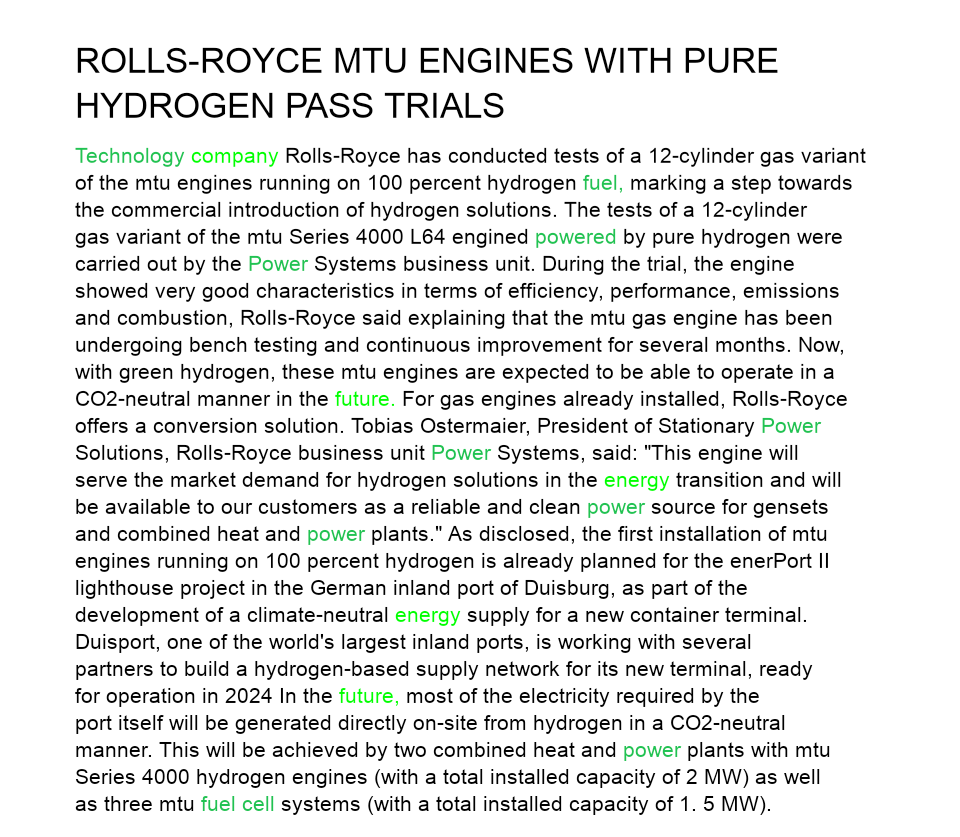 ROLLS-ROYCE MTU ENGINES WITH PURE
HYDROGEN PASS TRIALS
Technology company Rolls-Royce has conducted tests of a 12-cylinder gas variant
of the mtu engines running on 100 percent hydrogen fuel, marking a step towards
the commercial introduction of hydrogen solutions. The tests of a 12-cylinder
gas variant of the mtu Series 4000 L64 engined powered by pure hydrogen were
carried out by the Power Systems business unit. During the trial, the engine
showed very good characteristics in terms of efficiency, performance, emissions
and combustion, Rolls-Royce said explaining that the mtu gas engine has been
undergoing bench testing and continuous improvement for several months. Now,
with green hydrogen, these mtu engines are expected to be able to operate in a
CO2-neutral manner in the future. For gas engines already installed, Rolls-Royce
offers a conversion solution. Tobias Ostermaier, President of Stationary Power
Solutions, Rolls-Royce business unit Power Systems, said: "This engine will
serve the market demand for hydrogen solutions in the energy transition and will
be available to our customers as a reliable and clean power source for gensets
and combined heat and power plants." As disclosed, the first installation of mtu
engines running on 100 percent hydrogen is already planned for the enerPort II
lighthouse project in the German inland port of Duisburg, as part of the
development of a climate-neutral energy supply for a new container terminal.
Duisport, one of the world's largest inland ports, is working with several
partners to build a hydrogen-based supply network for its new terminal, ready
for operation in 2024 In the future, most of the electricity required by the
port itself will be generated directly on-site from hydrogen in a CO2-neutral
manner. This will be achieved by two combined heat and power plants with mtu
Series 4000 hydrogen engines (with a total installed capacity of 2 MW) as well
as three mtu fuel cell systems (with a total installed capacity of 1. 5 MW).